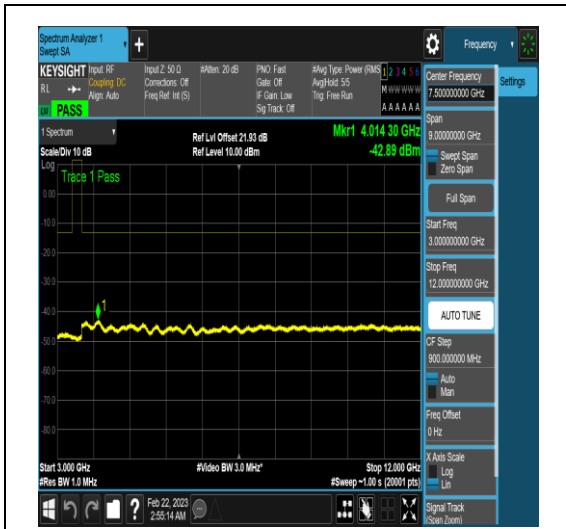 Spectrum Analyzer 1
Swept SA
+
Frequency
KEYSIGHT
RL
PASS
Input: RF
Coupling: DC
Align: Auto
Input Z: 50 Ω
Corrections: Off
Freq Ref: Int (S)
#Atten: 20 dB
PNO: Fast
Gate: Off
IF Gain: Low
Sig Track: Off
#Avg Type: Power (RMS
Avg|Hold: 5/5
Trig: Free Run
1 2 3 4 5 6
M W W W W W
A A A A A A
1 Spectrum
Scale/Div 10 dB
Ref Lvl Offset 21.93 dB
Ref Level 10.00 dBm
Mkr1 4.014 30 GHz
-42.89 dBm
Log
Trace 1 Pass
0.00
-10.0
-20.0
-30.0
-40.0
-50.0
-60.0
-70.0
-80.0
1
Start 3.000 GHz
#Res BW 1.0 MHz
#Video BW 3.0 MHz*
Stop 12.000 GHz
#Sweep ~1.00 s (20001 pts)
Feb 22, 2023
2:55:14 AM
Settings
Center Frequency
7.500000000 GHz
Span
9.00000000 GHz
Swept Span
Zero Span
Full Span
Start Freq
3.000000000 GHz
Stop Freq
12.000000000 GHz
AUTO TUNE
CF Step
900.000000 MHz
Auto
Man
Freq Offset
0 Hz
X Axis Scale
Log
Lin
Signal Track
(Span Zoom)